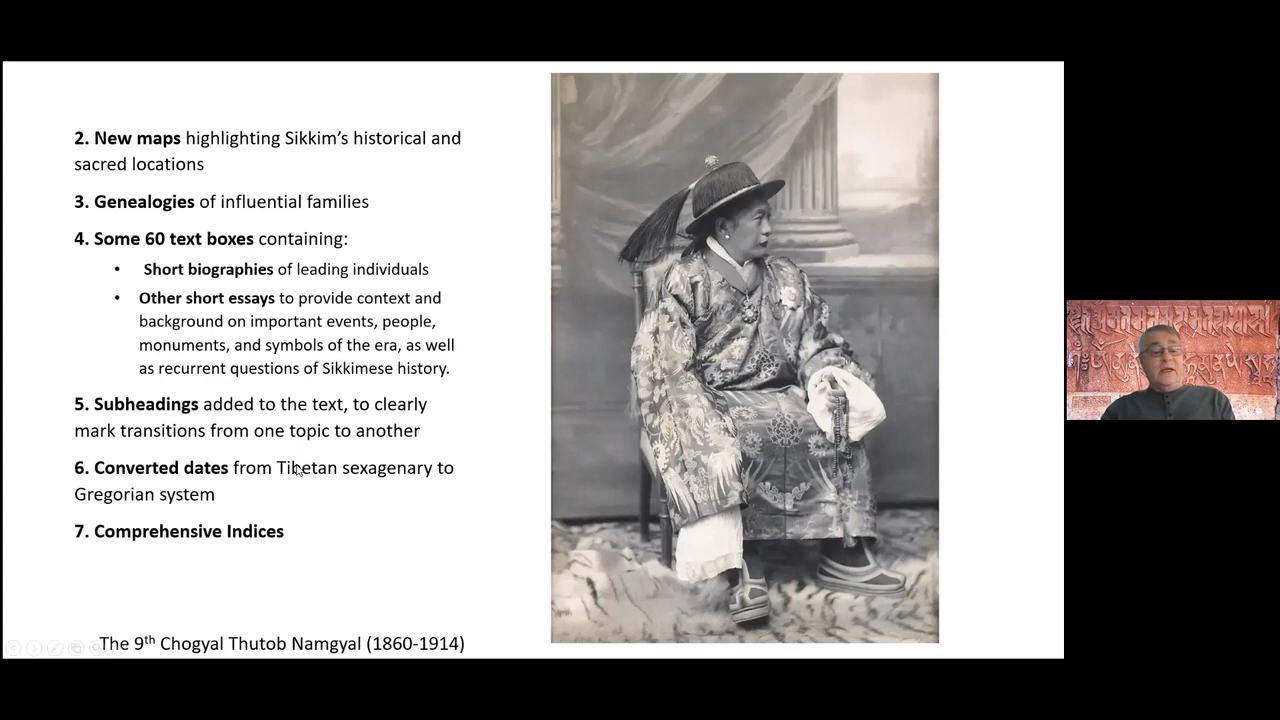 2. New maps highlighting Sikkim’s historical and
sacred locations
3. Genealogies of influential families
4. Some 60 text boxes containing:
• Short biographies of leading individuals
• Other short essays to provide context and
background on important events, people,
monuments, and symbols of the era, as well
as recurrent questions of Sikkimese history.
5. Subheadings added to the text, to clearly
mark transitions from one topic to another
6. Converted dates from Tibetan sexagenary to
Gregorian system
7. Comprehensive Indices
The 9th Chogyal Thutob Namgyal (1860-1914)